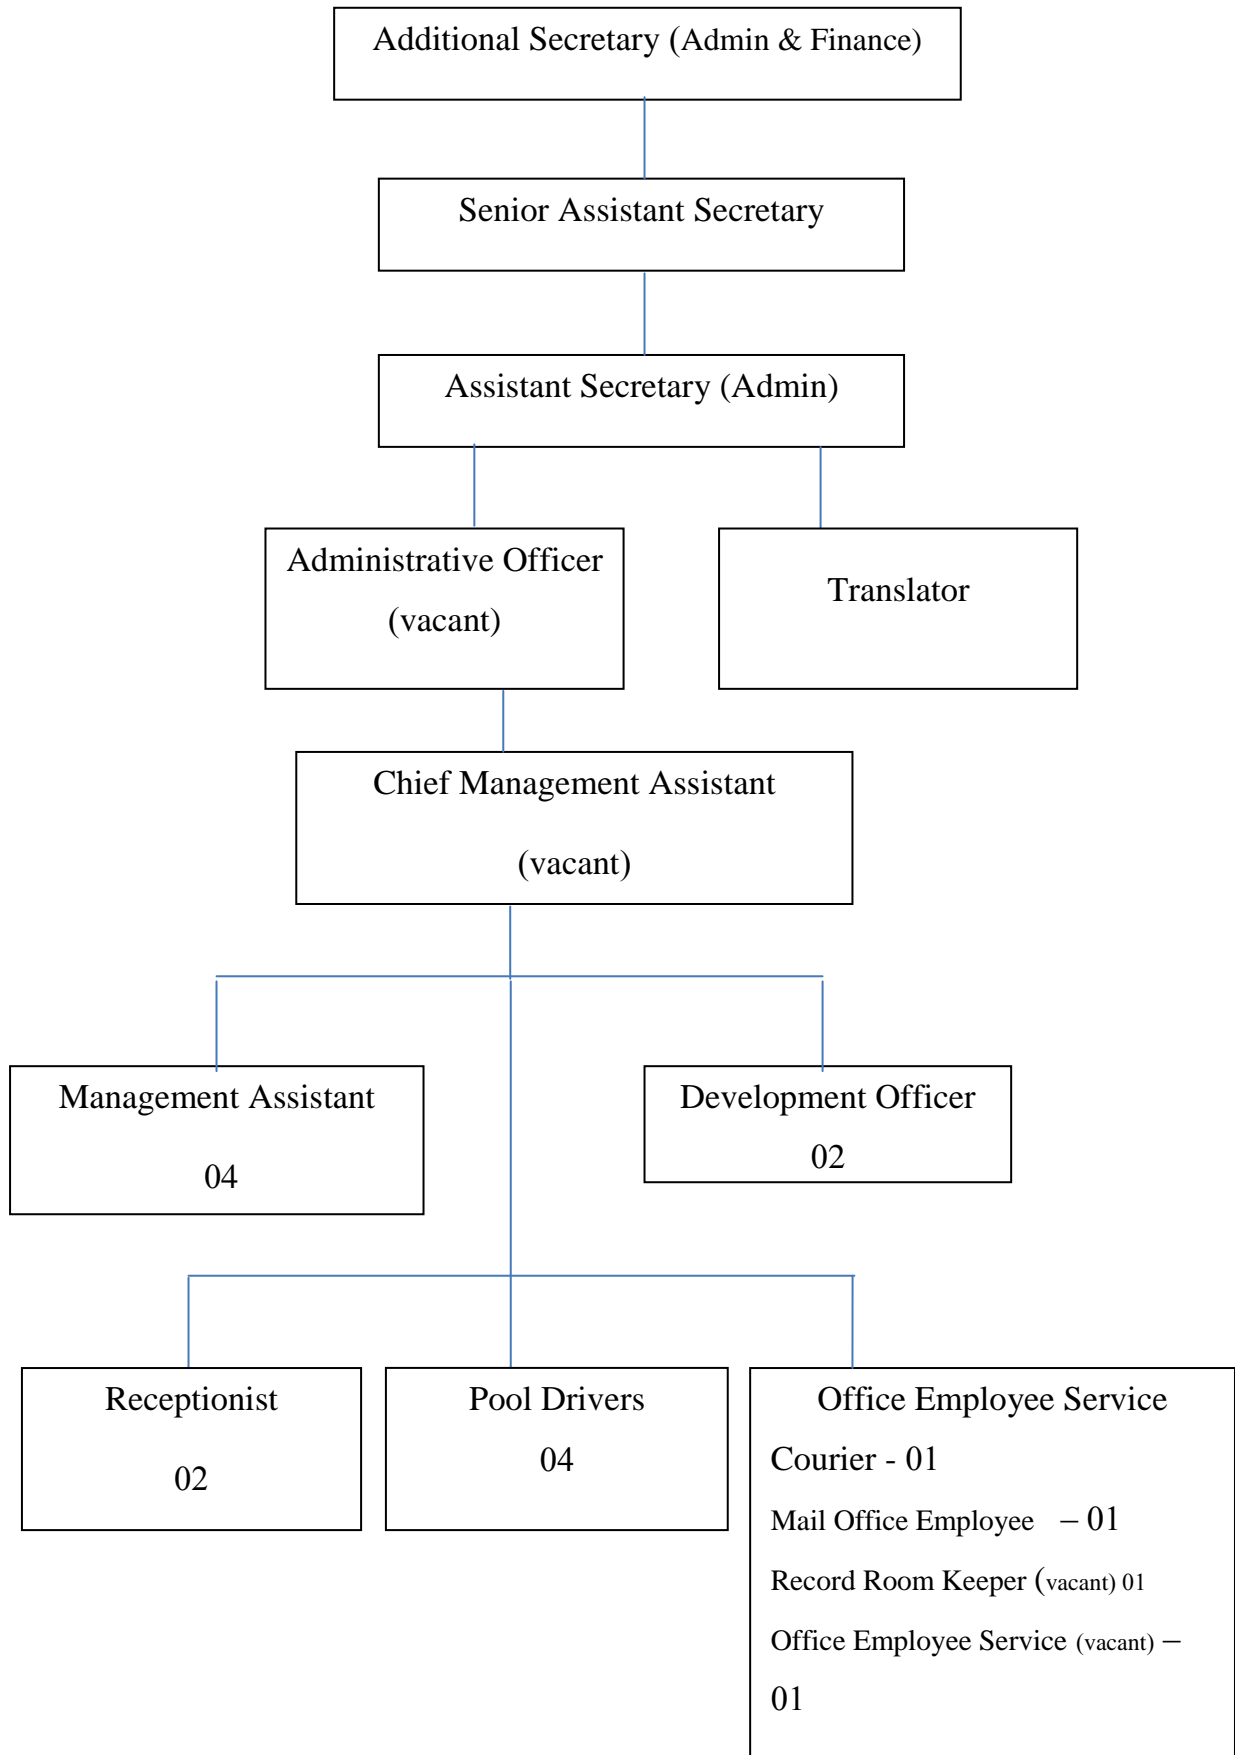 Additional Secretary (Admin & Finance)
Senior Assistant Secretary
Assistant Secretary (Admin)
Administrative Officer
(vacant)
Translator
Chief Management Assistant
(vacant)
Management Assistant
04
Development Officer
02
Receptionist
02
Pool Drivers
04
Office Employee Service
Courier - 01
Mail Office Employee – 01
Record Room Keeper (vacant) 01
Office Employee Service (vacant) –
01